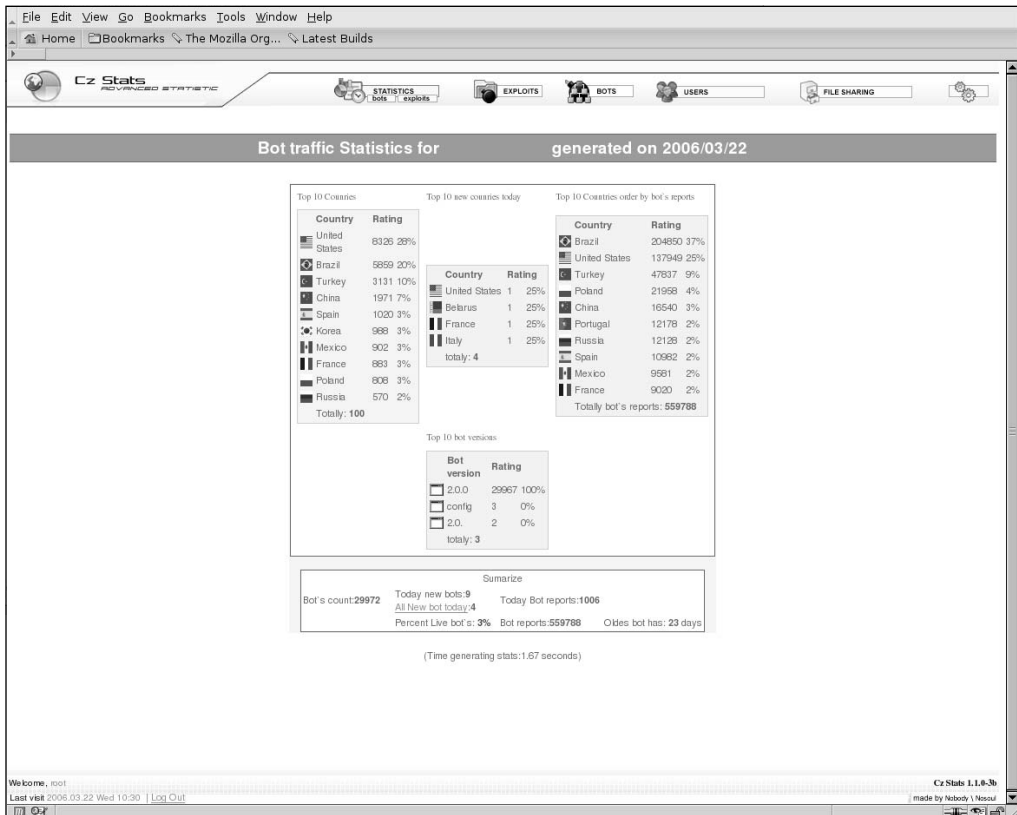 File Edit View Go Bookmarks Tools Window Help
Home Bookmarks The Mozilla Org... Latest Builds
Cz Stats
ADVANCED STATISTIC
STATISTICS
bots exploits
EXPLOITS
BOTS
USERS
FILE SHARING
Bot traffic Statistics for generated on 2006/03/22
Top 10 Counries
Country Rating
United States 8326 28%
Brazil 5859 20%
Turkey 3131 10%
China 1971 7%
Spain 1020 3%
Korea 988 3%
Mexico 902 3%
France 883 3%
Poland 808 3%
Russia 570 2%
Totally: 100
Top 10 new counries today
Country Rating
United States 1 25%
Belarus 1 25%
France 1 25%
Italy 1 25%
totaly: 4
Top 10 Countries order by bot's reports
Country Rating
Brazil 204850 37%
United States 137949 25%
Turkey 47837 9%
Poland 21958 4%
China 16540 3%
Portugal 12178 2%
Russia 12128 2%
Spain 10982 2%
Mexico 9581 2%
France 9020 2%
Totally bot's reports: 559788
Top 10 bot versions
Bot version Rating
2.0.0 29967 100%
config 3 0%
2.0. 2 0%
totaly: 3
Sumarize
Bot's count:29972
Today new bots:9
All New bot today:4
Today Bot reports:1006
Percent Live bot's: 3% Bot reports:559788 Oldes bot has: 23 days
(Time generating stats:1.67 seconds)
Welcome, root
Cz Stats 1.1.0-3b
Last visit 2006.03.22 Wed 10:30 | Log Out
made by Nobody \ Nosoul